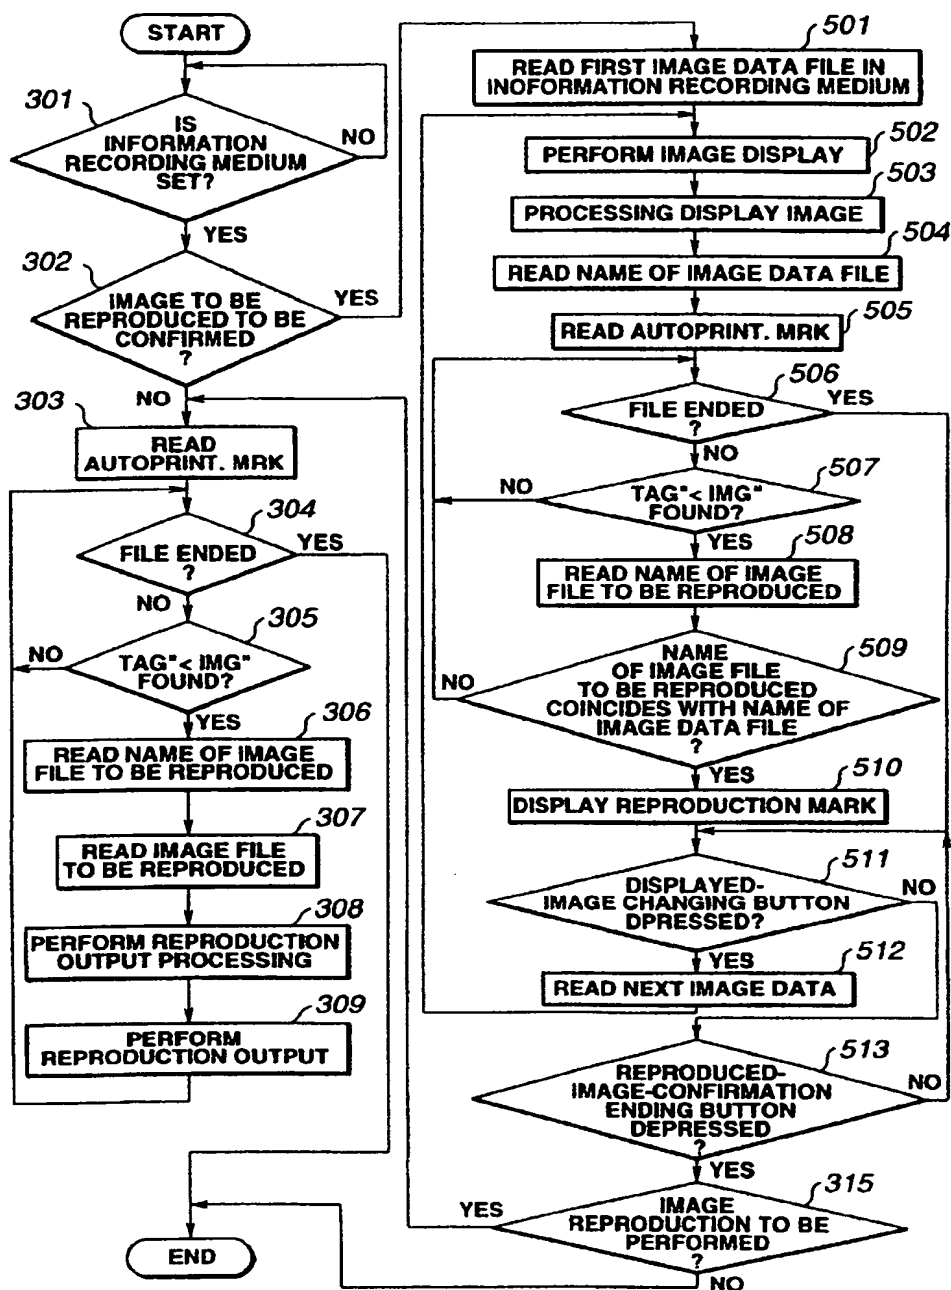 START
301
IS
INFORMATION
RECORDING MEDIUM
SET?
NO
YES
302
IMAGE TO BE
REPRODUCED TO BE
CONFIRMED
?
YES
NO
303
READ
AUTOPRINT. MRK
304
FILE ENDED
?
YES
NO
305
TAG"< IMG"
FOUND?
NO
YES
306
READ NAME OF IMAGE
FILE TO BE REPRODUCED
307
READ IMAGE FILE
TO BE REPRODUCED
308
PERFORM REPRODUCTION
OUTPUT PROCESSING
309
PERFORM
REPRODUCTION OUTPUT
END
501
READ FIRST IMAGE DATA FILE IN
INOFORMATION RECORDING MEDIUM
502
PERFORM IMAGE DISPLAY
503
PROCESSING DISPLAY IMAGE
504
READ NAME OF IMAGE DATA FILE
505
READ AUTOPRINT. MRK
506
FILE ENDED
?
YES
NO
507
TAG"< IMG"
FOUND?
NO
YES
508
READ NAME OF IMAGE
FILE TO BE REPRODUCED
509
NAME
OF IMAGE FILE
TO BE REPRODUCED
COINCIDES WITH NAME OF
IMAGE DATA FILE
?
NO
YES
510
DISPLAY REPRODUCTION MARK
511
DISPLAYED-
IMAGE CHANGING BUTTON
DPRESSED?
NO
YES
512
READ NEXT IMAGE DATA
513
REPRODUCED-
IMAGE-CONFIRMATION
ENDING BUTTON
DEPRESSED
?
NO
YES
315
IMAGE
REPRODUCTION TO BE
PERFORMED
?
YES
NO